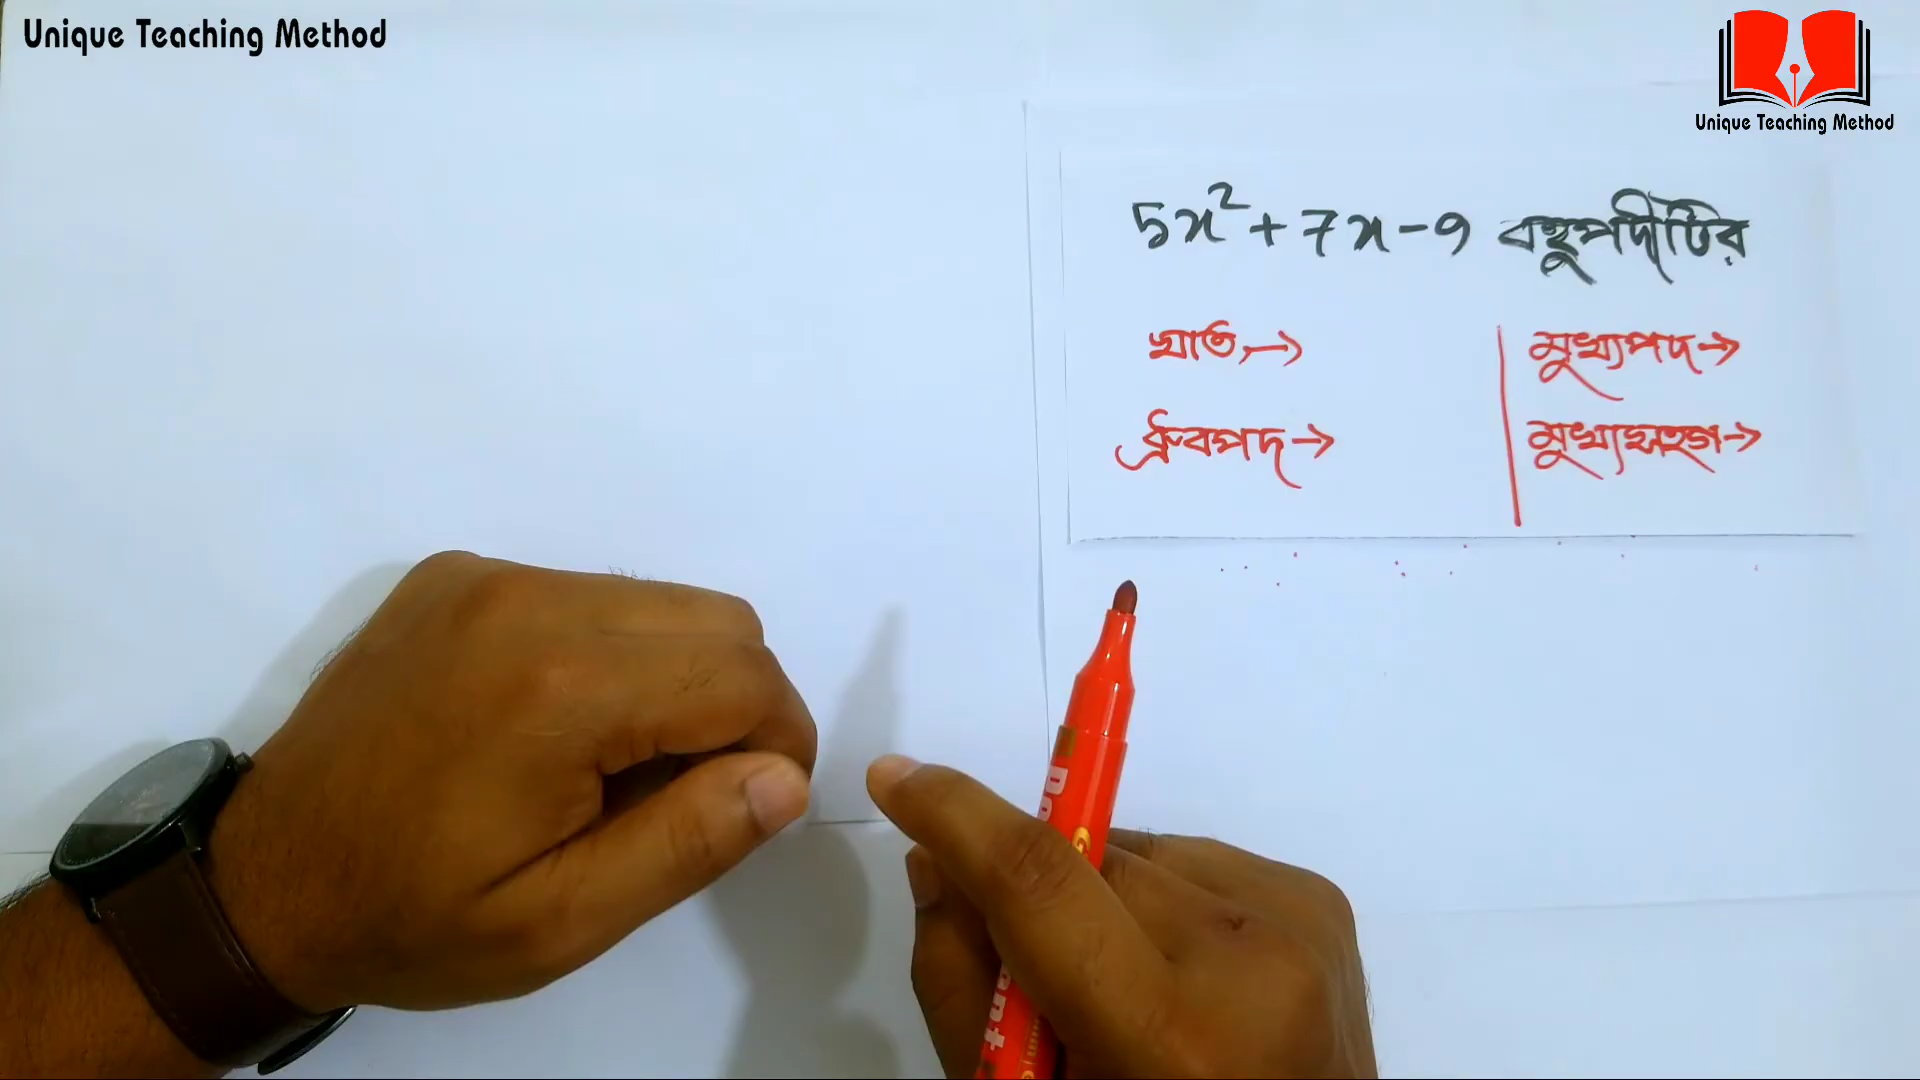 Unique Teaching Method
Unique Teaching Method
5x² + 7x - 9 বহুপদীটির
ঘাত →
ধ্রুবপদ →
মুখ্যপদ →
মুখ্যসহগ →